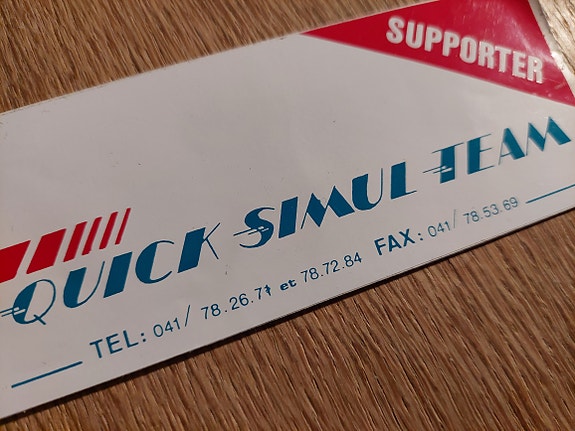 SUPPORTER
QUICK SIMUL TEAM
TEL: 041/ 78.26.71 et 78.72.84 FAX: 041/ 78.53.69